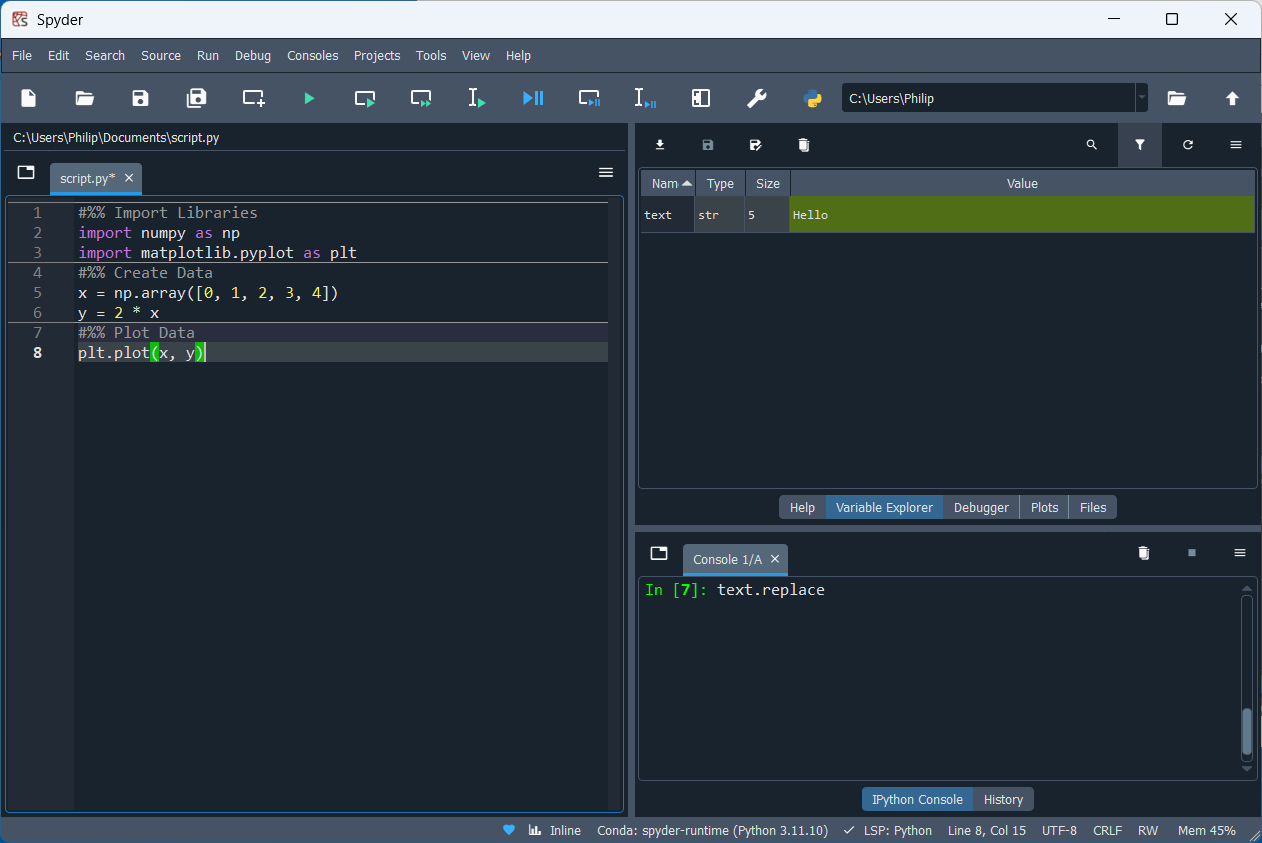 Spyder
File Edit Search Source Run Debug Consoles Projects Tools View Help
C:\Users\Philip
C:\Users\Philip\Documents\script.py
script.py*
1 #%% Import Libraries
2 import numpy as np
3 import matplotlib.pyplot as plt
4 #%% Create Data
5 x = np.array([0, 1, 2, 3, 4])
6 y = 2 * x
7 #%% Plot Data
8 plt.plot(x, y)
Nam Type Size Value
text str 5 Hello
Help Variable Explorer Debugger Plots Files
Console 1/A
In [7]: text.replace
IPython Console History
Inline Conda: spyder-runtime (Python 3.11.10) LSP: Python Line 8, Col 15 UTF-8 CRLF RW Mem 45%